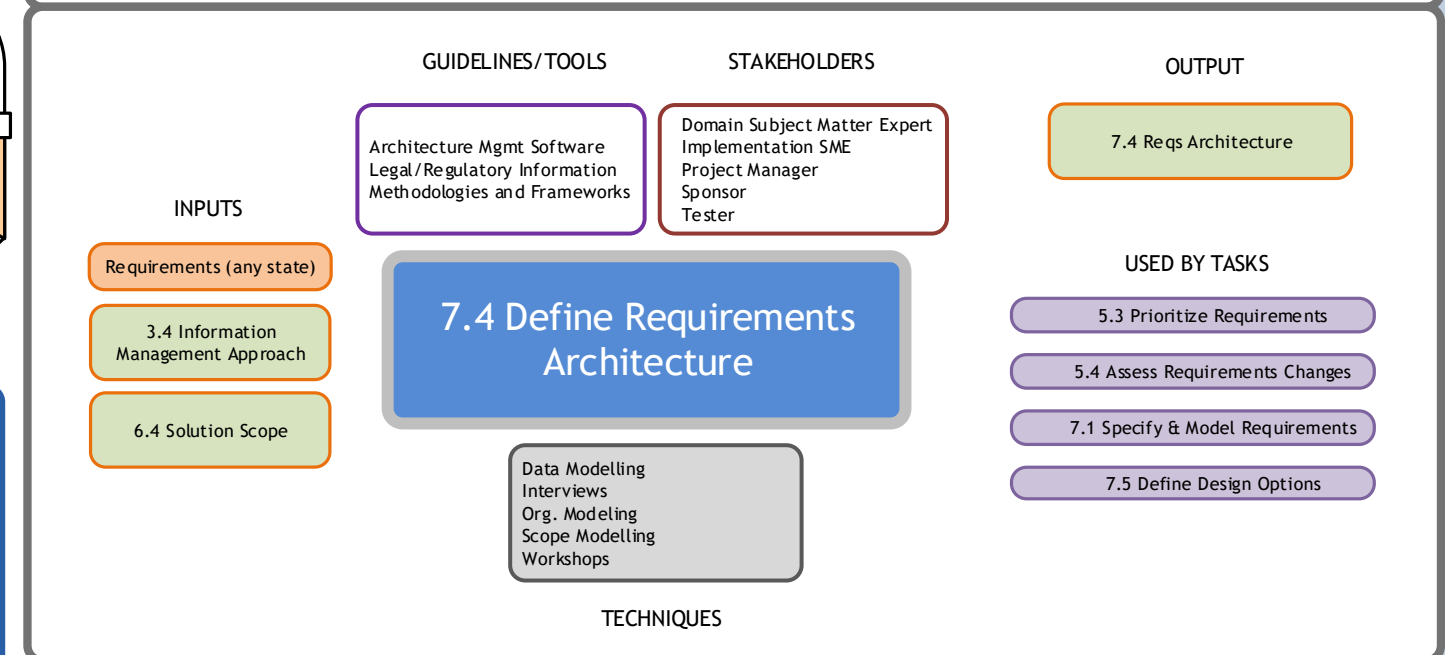 GUIDELINES/TOOLS
STAKEHOLDERS
OUTPUT
Architecture Mgmt Software
Legal/Regulatory Information
Methodologies and Frameworks
Domain Subject Matter Expert
Implementation SME
Project Manager
Sponsor
Tester
7.4 Reqs Architecture
INPUTS
Requirements (any state)
3.4 Information
Management Approach
6.4 Solution Scope
7.4 Define Requirements
Architecture
USED BY TASKS
5.3 Prioritize Requirements
5.4 Assess Requirements Changes
7.1 Specify & Model Requirements
7.5 Define Design Options
Data Modelling
Interviews
Org. Modeling
Scope Modelling
Workshops
TECHNIQUES